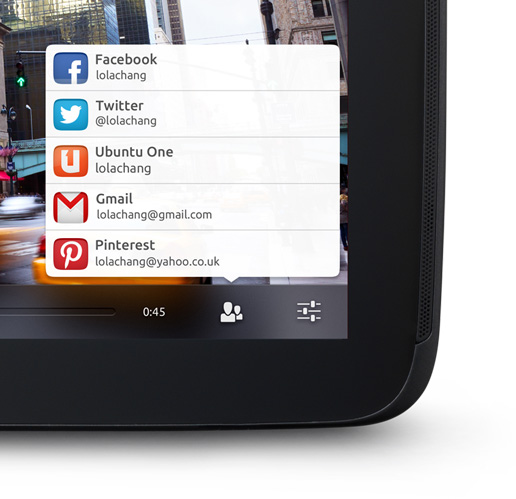 Facebook
lolachang
Twitter
@lolachang
Ubuntu One
lolachang
Gmail
lolachang@gmail.com
Pinterest
lolachang@yahoo.co.uk
0:45